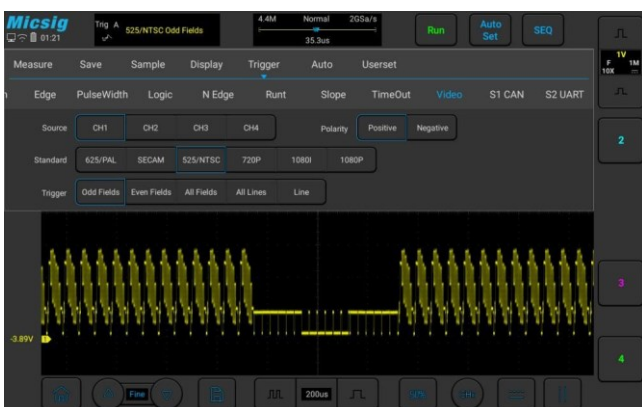 Micsig
01:21
Trig A
525/NTSC Odd Fields
4.4M Normal 2GSa/s
35.3us
Run
Auto Set
SEQ
1V
F 1M
10X
Measure Save Sample Display Trigger Auto Userset
n Edge PulseWidth Logic N Edge Runt Slope TimeOut Video S1 CAN S2 UART
Source CH1 CH2 CH3 CH4 Polarity Positive Negative
Standard 625/PAL SECAM 525/NTSC 720P 1080I 1080P
Trigger Odd Fields Even Fields All Fields All Lines Line
2
3
4
-3.89V
1
Fine
200us
50%